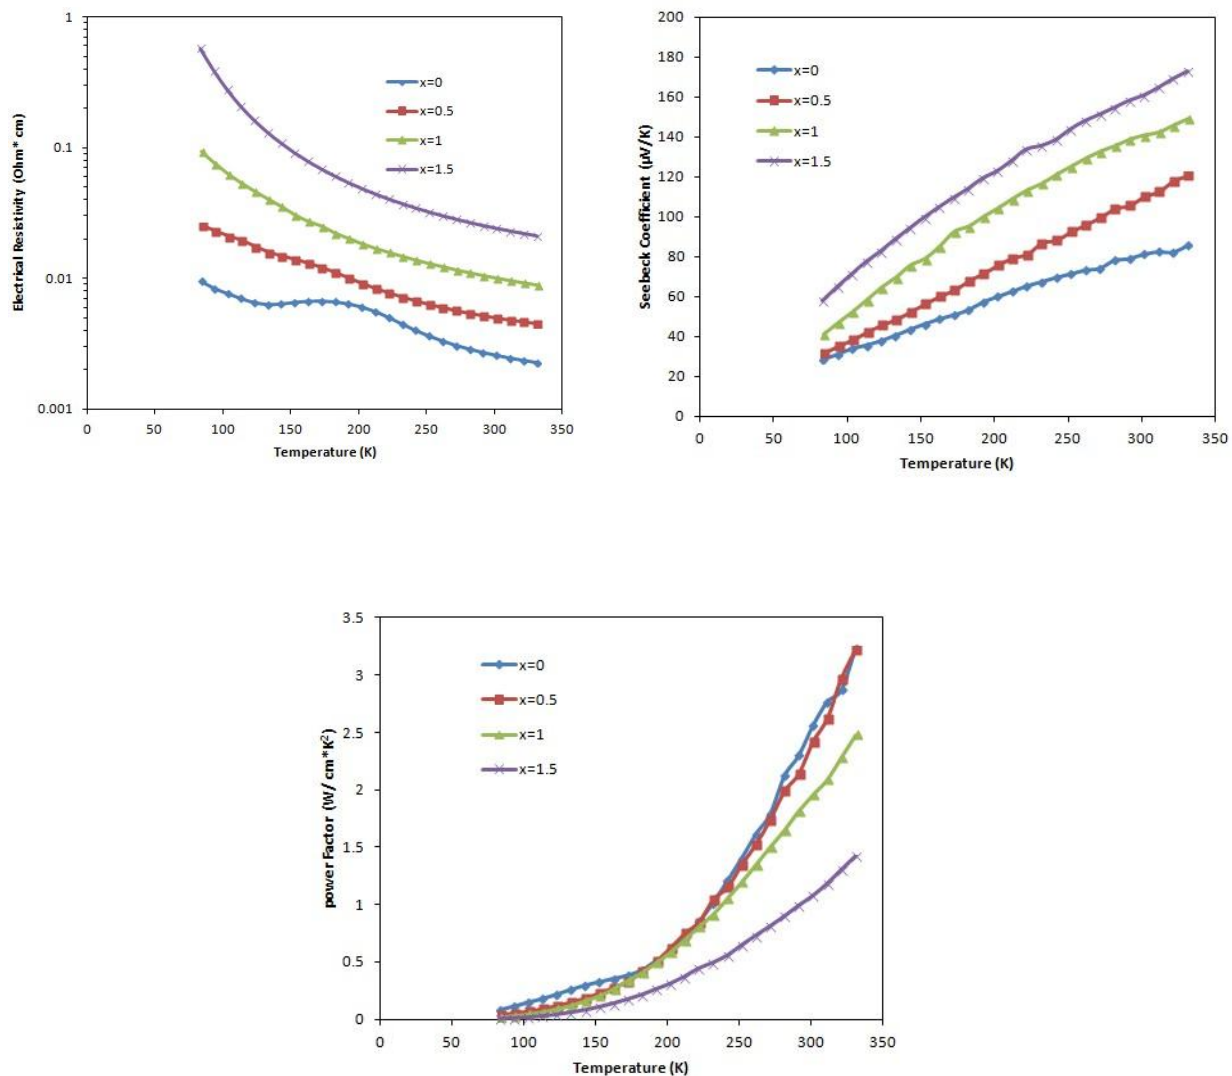 1
0.1
0.01
0.001
Electrical Resistivity (Ohm* cm)
x=0
x=0.5
x=1
x=1.5
0 50 100 150 200 250 300 350
Temperature (K)
200
180
160
140
120
100
80
60
40
20
0
Seebeck Coefficient (µV/K)
x=0
x=0.5
x=1
x=1.5
0 50 100 150 200 250 300 350
Temperature (K)
3.5
3
2.5
2
1.5
1
0.5
0
power Factor (W/ cm*K²)
x=0
x=0.5
x=1
x=1.5
0 50 100 150 200 250 300 350
Temperature (K)